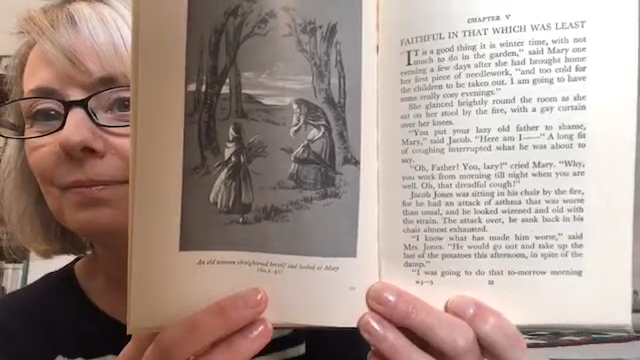 An old woman straightened herself and looked at Mary
(See p. 41)
CHAPTER V
FAITHFUL IN THAT WHICH WAS LEAST
"IT is a good thing it is winter time, with not
much to do in the garden," said Mary one
evening a few days after she had brought home
her first piece of needlework, "and too cold for
the children to be taken out. I am going to have
some really cosy evenings."
She glanced brightly round the room as she
sat on her stool by the fire, with a gay curtain
over her knees.
"You put your lazy old father to shame,
Mary," said Jacob. "Here am I——" A long fit
of coughing interrupted what he was about to
say.
"Oh, Father! You, lazy!" cried Mary. "Why,
you work from morning till night when you are
well. Oh, that dreadful cough!"
Jacob Jones was sitting in his chair by the fire,
for he had an attack of asthma that was worse
than usual, and he looked wizened and old with
the strain. The attack over, he sank back in his
chair almost exhausted.
"I know what has made him worse," said
Mrs. Jones. "He would go out and take up the
last of the potatoes this afternoon, in spite of the
damp."
"I was going to do that to-morrow morning